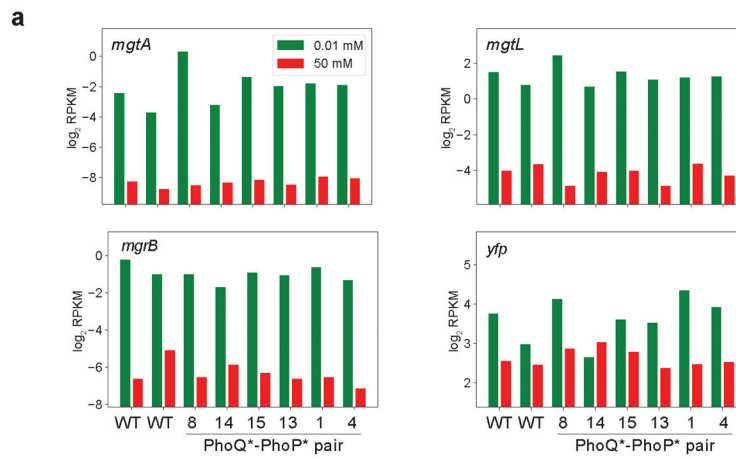 a
mgtA
0.01 mM
50 mM
log2 RPKM
0
−2
−4
−6
−8
mgtL
log2 RPKM
2
0
−2
−4
mgrB
log2 RPKM
0
−2
−4
−6
−8
WT WT 8 14 15 13 1 4
PhoQ*-PhoP* pair
yfp
log2 RPKM
5
4
3
2
WT WT 8 14 15 13 1 4
PhoQ*-PhoP* pair